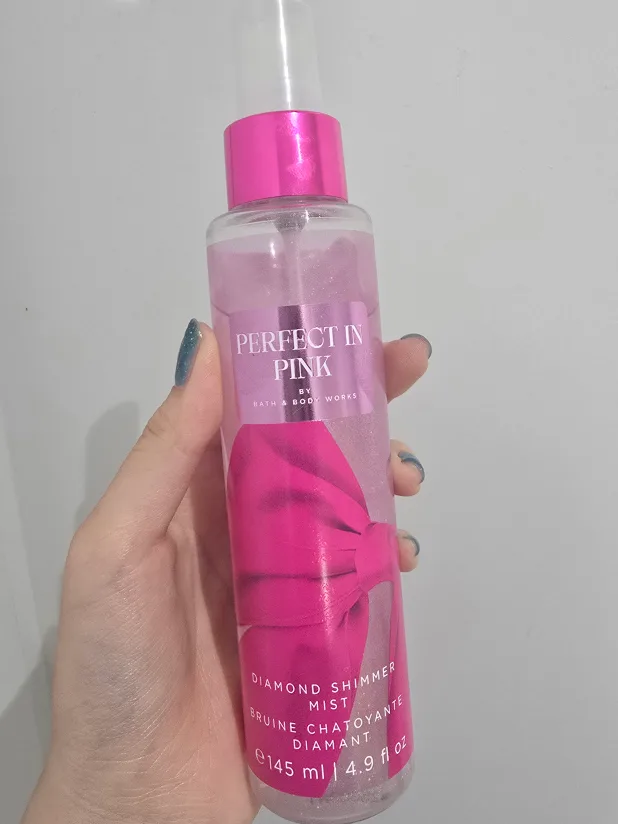 PERFECT IN
PINK
BY
BATH & BODY WORKS
DIAMOND SHIMMER
MIST
BRUINE CHATOYANTE
DIAMANT
℮145 ml | 4.9 fl oz